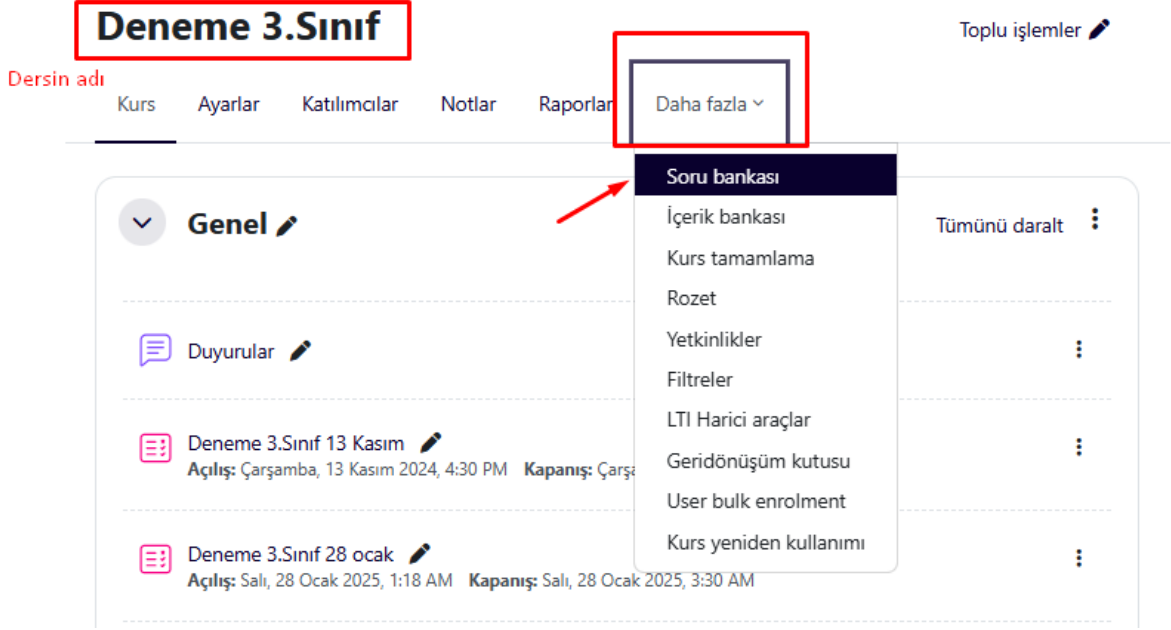 Deneme 3.Sınıf
Toplu işlemler
Dersin adı
Kurs Ayarlar Katılımcılar Notlar Raporlar Daha fazla
Soru bankası
İçerik bankası
Kurs tamamlama
Rozet
Yetkinlikler
Filtreler
LTI Harici araçlar
Geridönüşüm kutusu
User bulk enrolment
Kurs yeniden kullanımı
Genel
Tümünü daralt
Duyurular
Deneme 3.Sınıf 13 Kasım
Açılış: Çarşamba, 13 Kasım 2024, 4:30 PM Kapanış:
Deneme 3.Sınıf 28 ocak
Açılış: Salı, 28 Ocak 2025, 1:18 AM Kapanış: Salı, 28 Ocak 2025, 3:30 AM